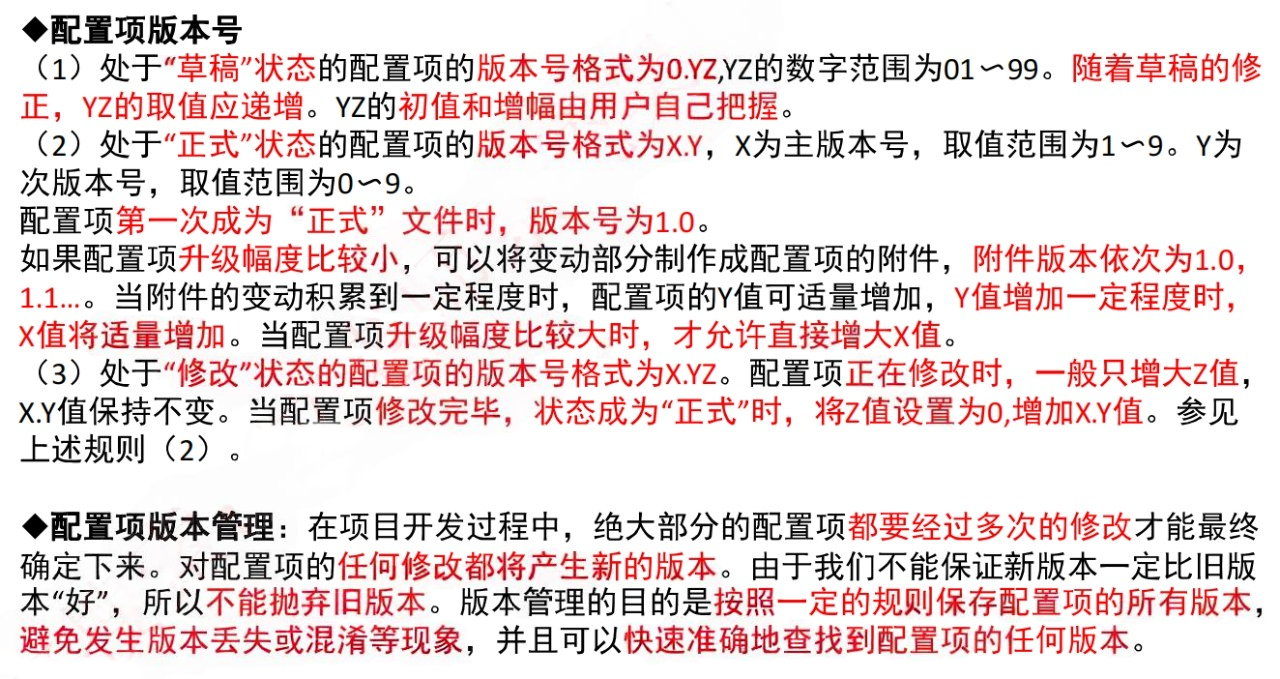 ◆配置项版本号
（1）处于“草稿”状态的配置项的版本号格式为0.YZ,YZ的数字范围为01～99。随着草稿的修
正，YZ的取值应递增。YZ的初值和增幅由用户自己把握。
（2）处于“正式”状态的配置项的版本号格式为X.Y，X为主版本号，取值范围为1～9。Y为
次版本号，取值范围为0～9。
配置项第一次成为“正式”文件时，版本号为1.0。
如果配置项升级幅度比较小，可以将变动部分制作成配置项的附件，附件版本依次为1.0，
1.1…。当附件的变动积累到一定程度时，配置项的Y值可适量增加，Y值增加一定程度时，
X值将适量增加。当配置项升级幅度比较大时，才允许直接增大X值。
（3）处于“修改”状态的配置项的版本号格式为X.YZ。配置项正在修改时，一般只增大Z值，
X.Y值保持不变。当配置项修改完毕，状态成为“正式”时，将Z值设置为0,增加X.Y值。参见
上述规则（2）。
◆配置项版本管理：在项目开发过程中，绝大部分的配置项都要经过多次的修改才能最终
确定下来。对配置项的任何修改都将产生新的版本。由于我们不能保证新版本一定比旧版
本“好”，所以不能抛弃旧版本。版本管理的目的是按照一定的规则保存配置项的所有版本，
避免发生版本丢失或混淆等现象，并且可以快速准确地查找到配置项的任何版本。